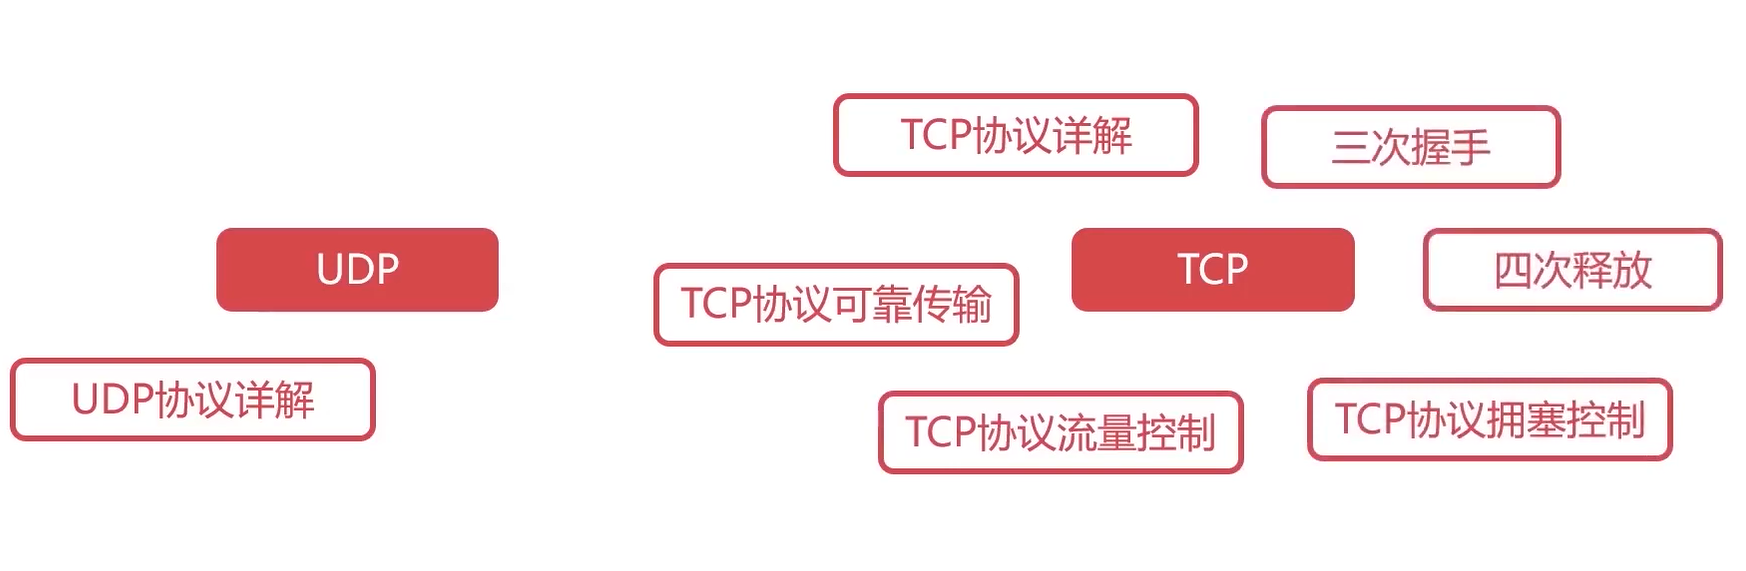 TCP协议详解
三次握手
UDP
TCP
四次释放
TCP协议可靠传输
UDP协议详解
TCP协议流量控制
TCP协议拥塞控制